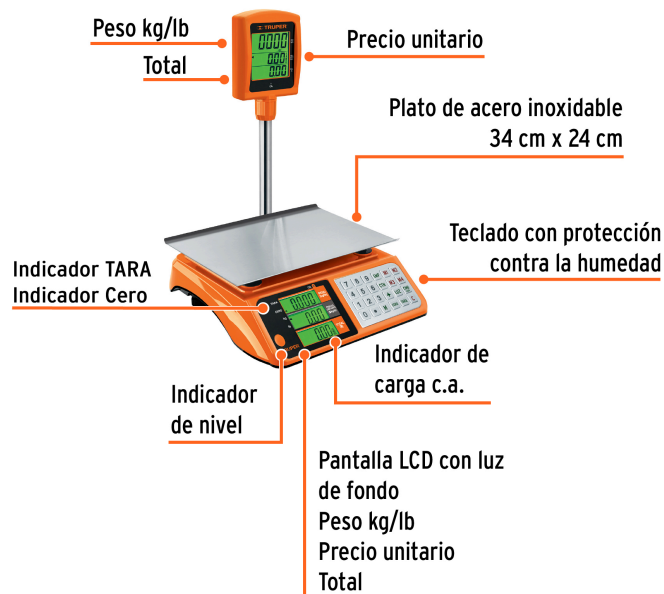 Peso kg/lb
Total
TRUPER
Precio unitario
Plato de acero inoxidable
34 cm x 24 cm
Teclado con protección
contra la humedad
Indicador TARA
Indicador Cero
Indicador de
carga c.a.
Indicador
de nivel
Pantalla LCD con luz
de fondo
Peso kg/lb
Precio unitario
Total